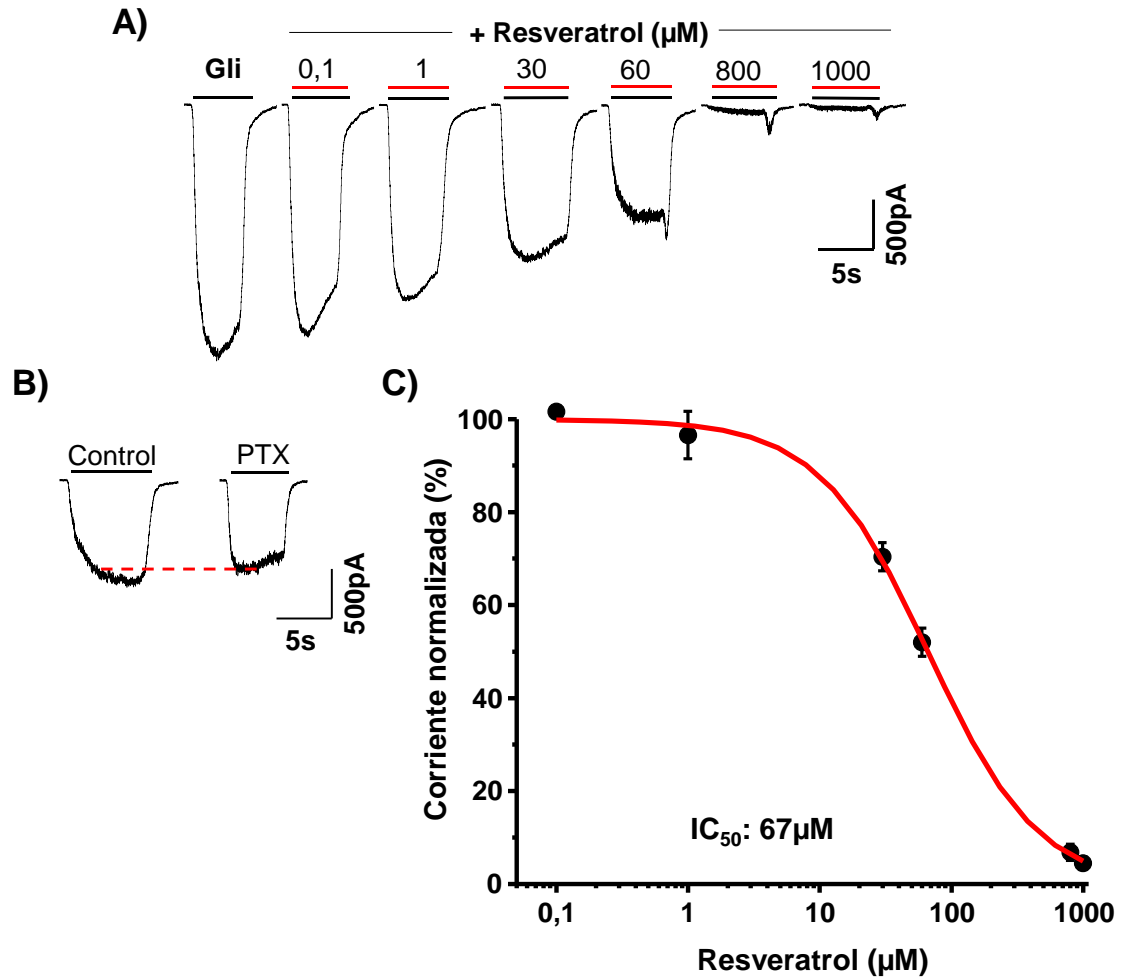 A)
+ Resveratrol (µM)
Gli 0,1 1 30 60 800 1000
500pA
5s
B)
Control PTX
500pA
5s
C)
Corriente normalizada (%)
100
80
60
40
20
0
IC₅₀: 67µM
0,1 1 10 100 1000
Resveratrol (µM)